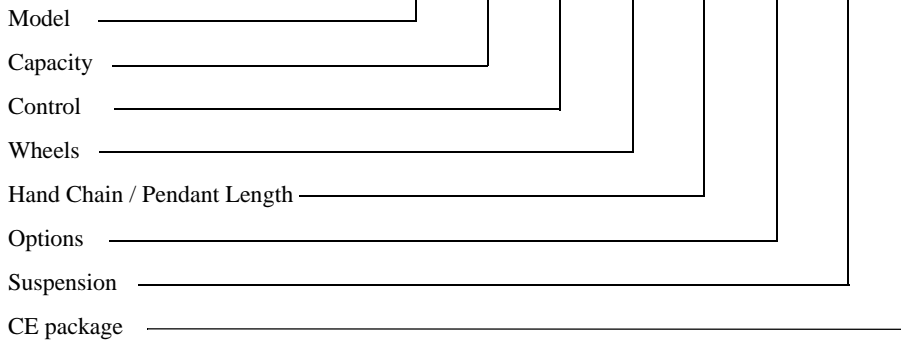 Model
Capacity
Control
Wheels
Hand Chain / Pendant Length
Options
Suspension
CE package